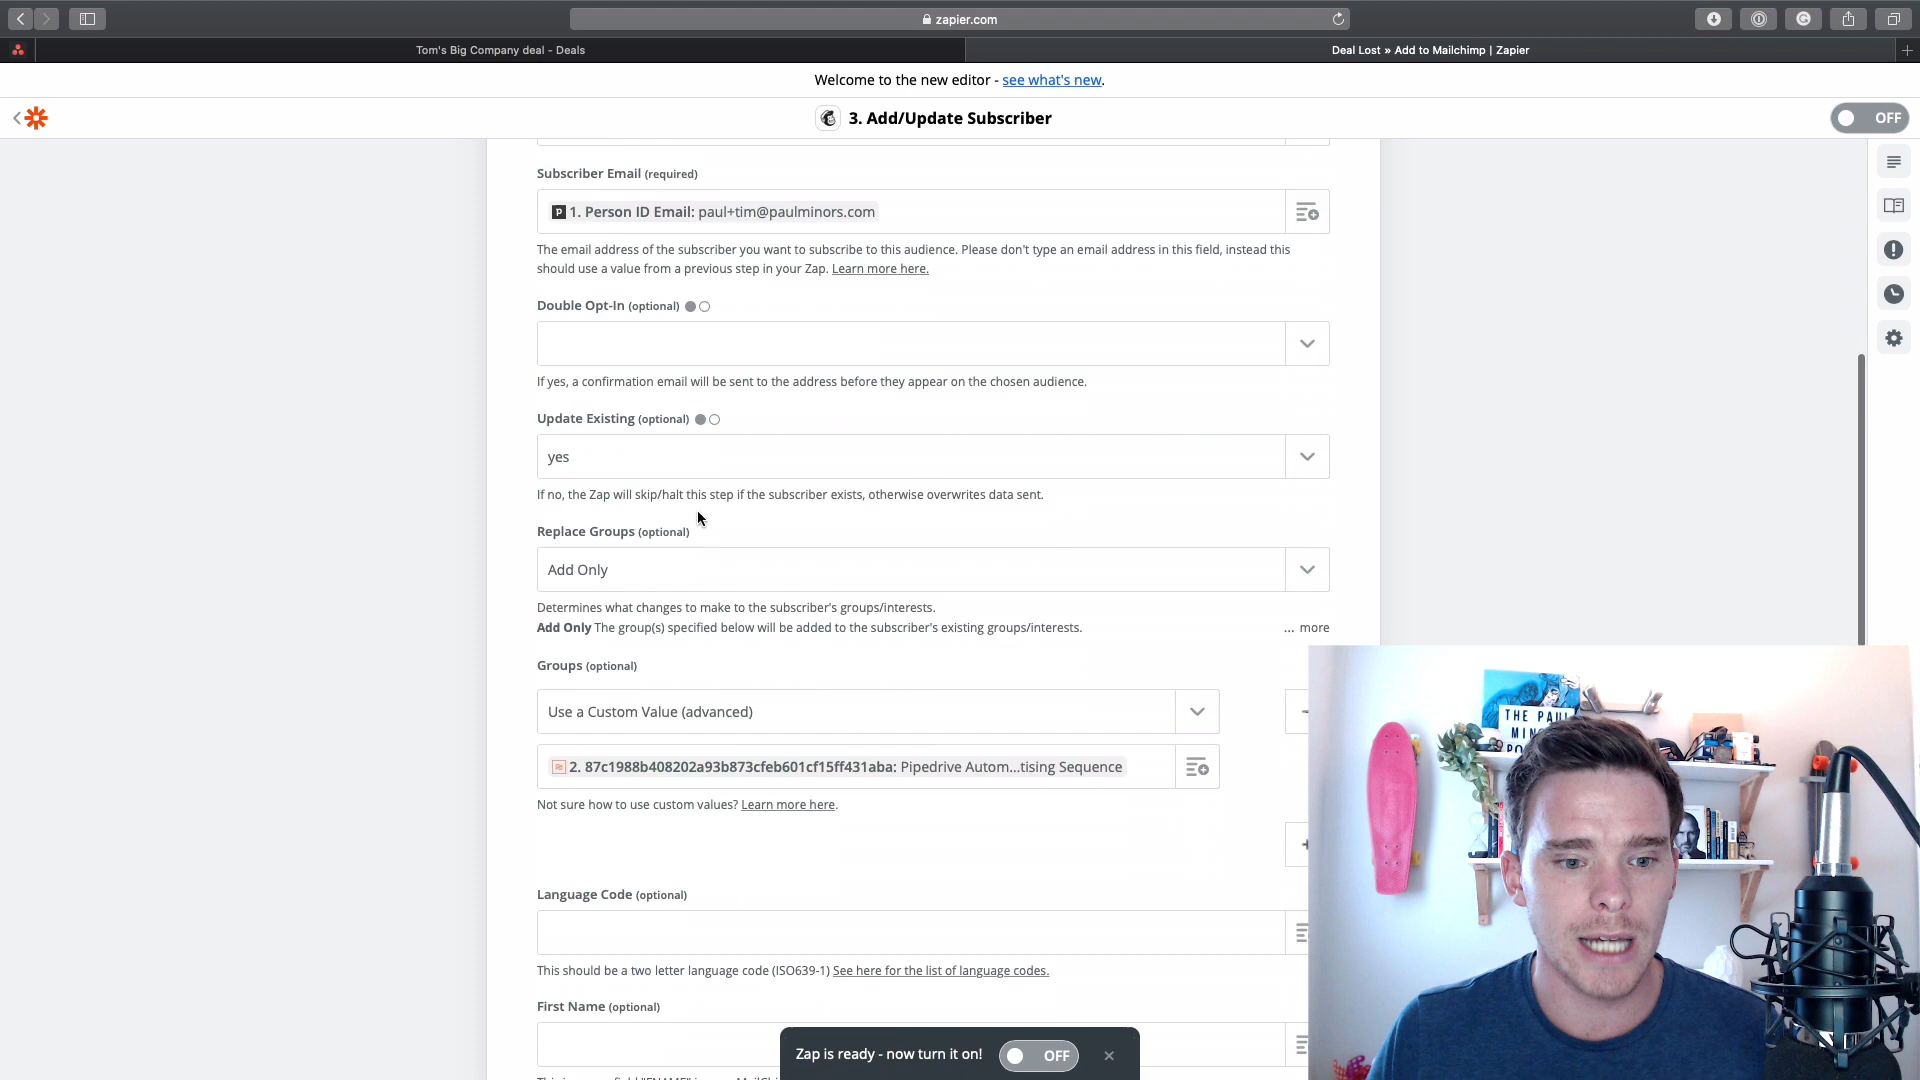 zapier.com
Tom's Big Company deal - Deals
Deal Lost » Add to Mailchimp | Zapier
Welcome to the new editor - see what's new.
3. Add/Update Subscriber
OFF
Subscriber Email (required)
1. Person ID Email: paul+tim@paulminors.com
The email address of the subscriber you want to subscribe to this audience. Please don't type an email address in this field, instead this
should use a value from a previous step in your Zap. Learn more here.
Double Opt-In (optional)
If yes, a confirmation email will be sent to the address before they appear on the chosen audience.
Update Existing (optional)
yes
If no, the Zap will skip/halt this step if the subscriber exists, otherwise overwrites data sent.
Replace Groups (optional)
Add Only
Determines what changes to make to the subscriber's groups/interests.
Add Only The group(s) specified below will be added to the subscriber's existing groups/interests.
... more
Groups (optional)
Use a Custom Value (advanced)
2. 87c1988b408202a93b873cfeb601cf15ff431aba: Pipedrive Autom...tising Sequence
Not sure how to use custom values? Learn more here.
Language Code (optional)
This should be a two letter language code (ISO639-1) See here for the list of language codes.
First Name (optional)
Zap is ready - now turn it on!
OFF
THE PAUL